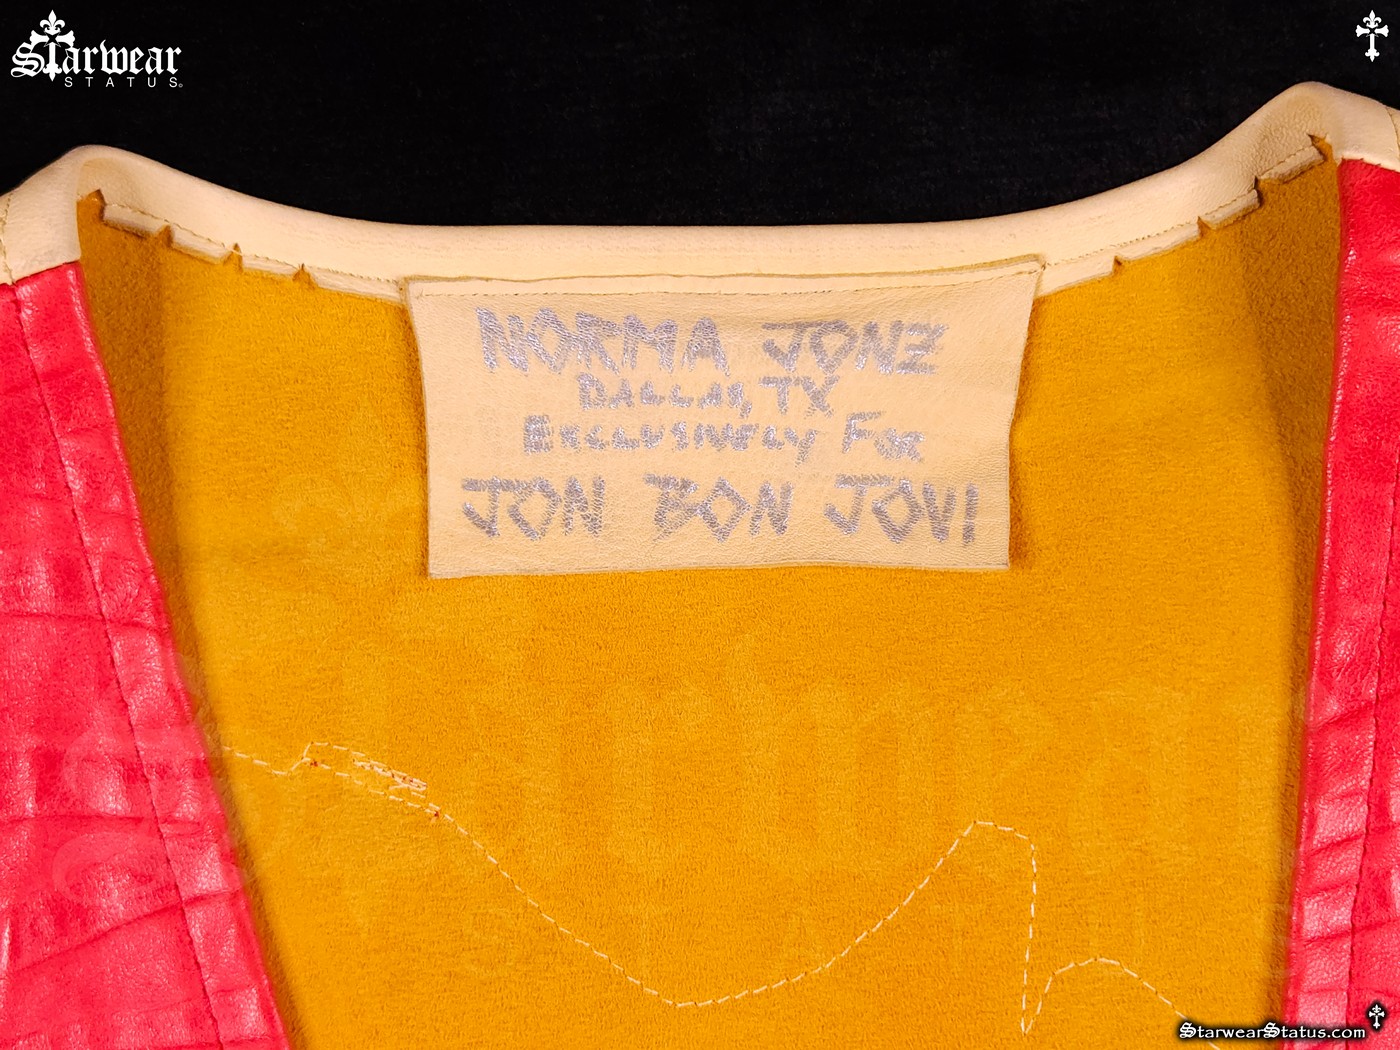 Starwear
STATUS
NORMA JONZ
DALLAS, TX
EXCLUSIVELY FOR
JON BON JOVI
StarwearStatus.com